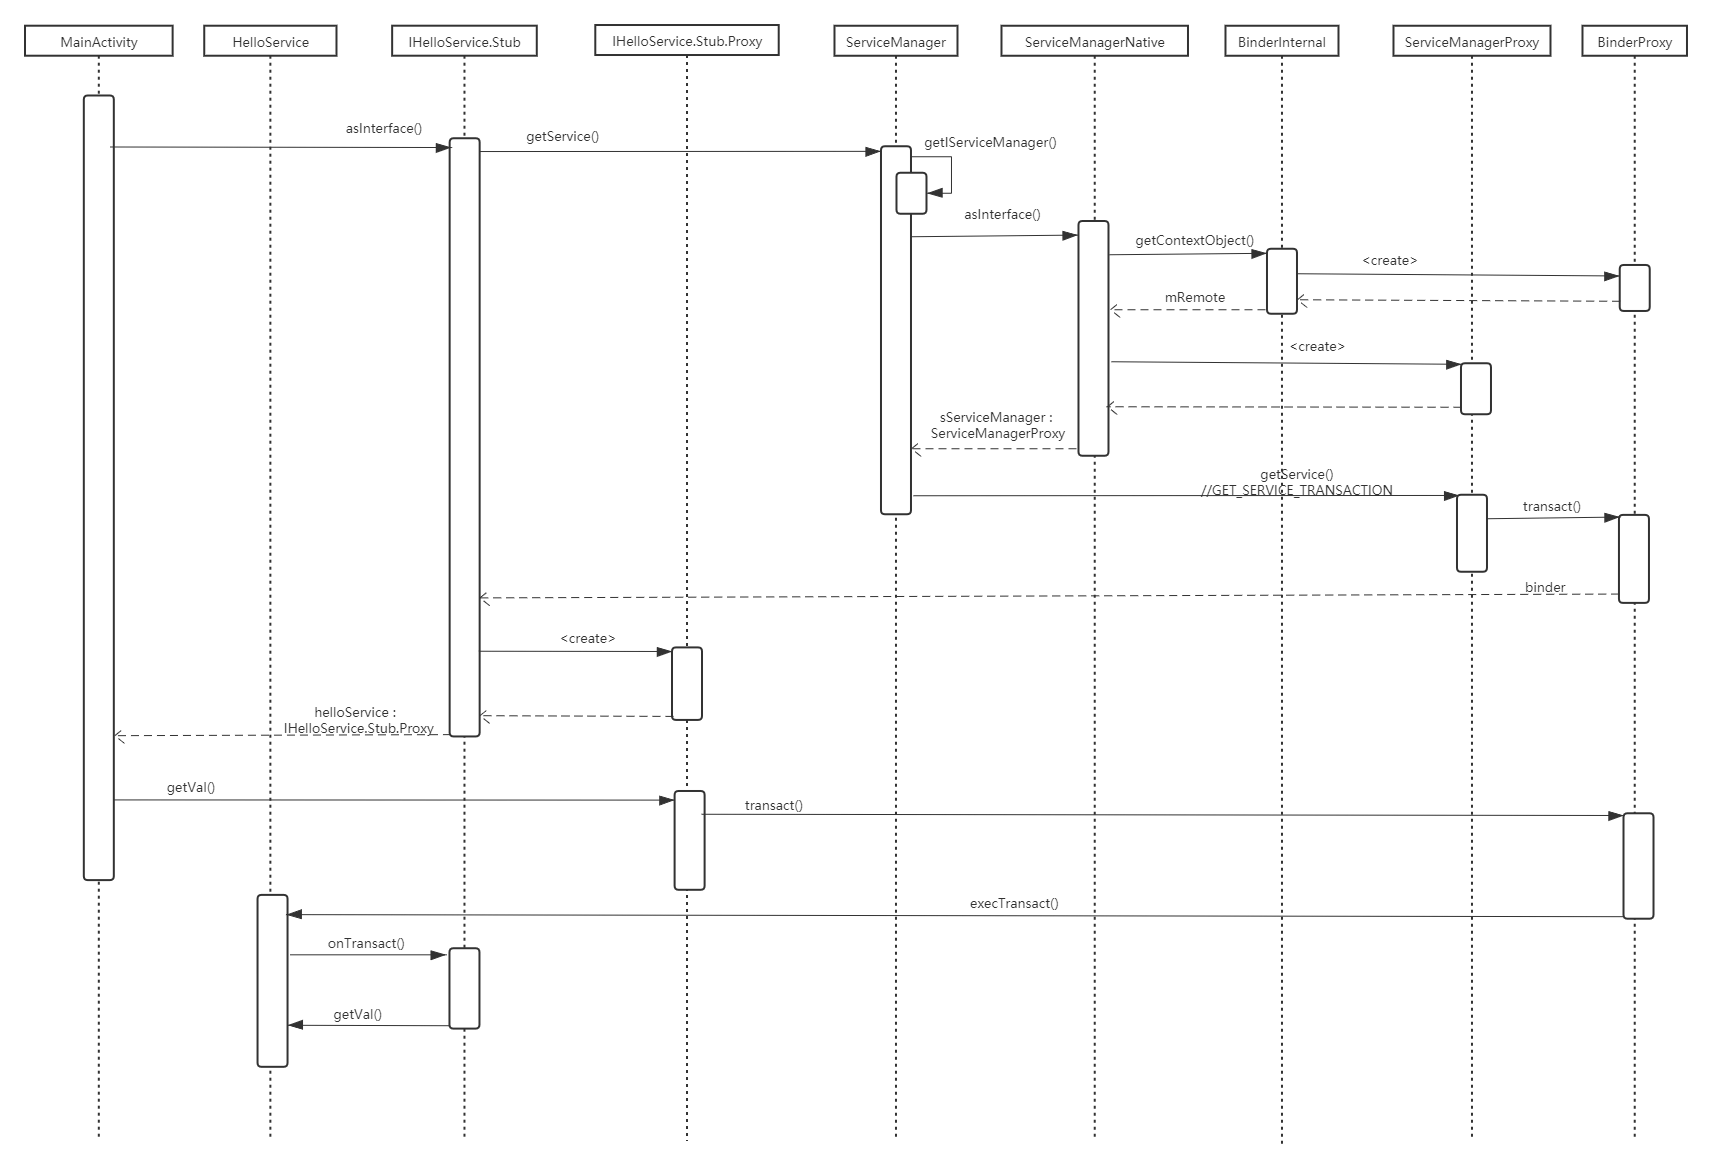 MainActivity
HelloService
IHelloService.Stub
IHelloService.Stub.Proxy
ServiceManager
ServiceManagerNative
BinderInternal
ServiceManagerProxy
BinderProxy
asInterface()
getService()
getIServiceManager()
asInterface()
getContextObject()
<create>
mRemote
<create>
sServiceManager :
ServiceManagerProxy
getService()
//GET_SERVICE_TRANSACTION
transact()
binder
<create>
helloService :
IHelloService.Stub.Proxy
getVal()
transact()
execTransact()
onTransact()
getVal()